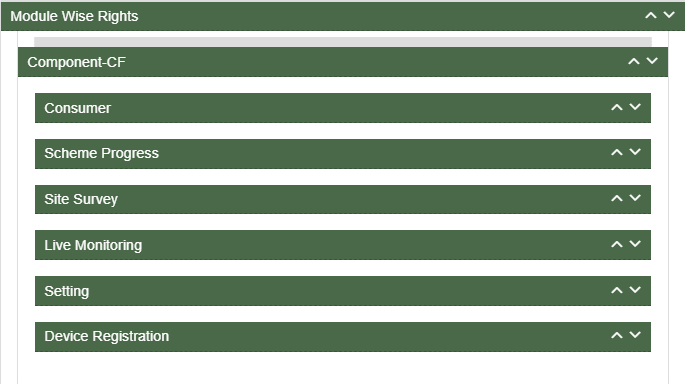 Module Wise Rights
Component-CF
Consumer
Scheme Progress
Site Survey
Live Monitoring
Setting
Device Registration